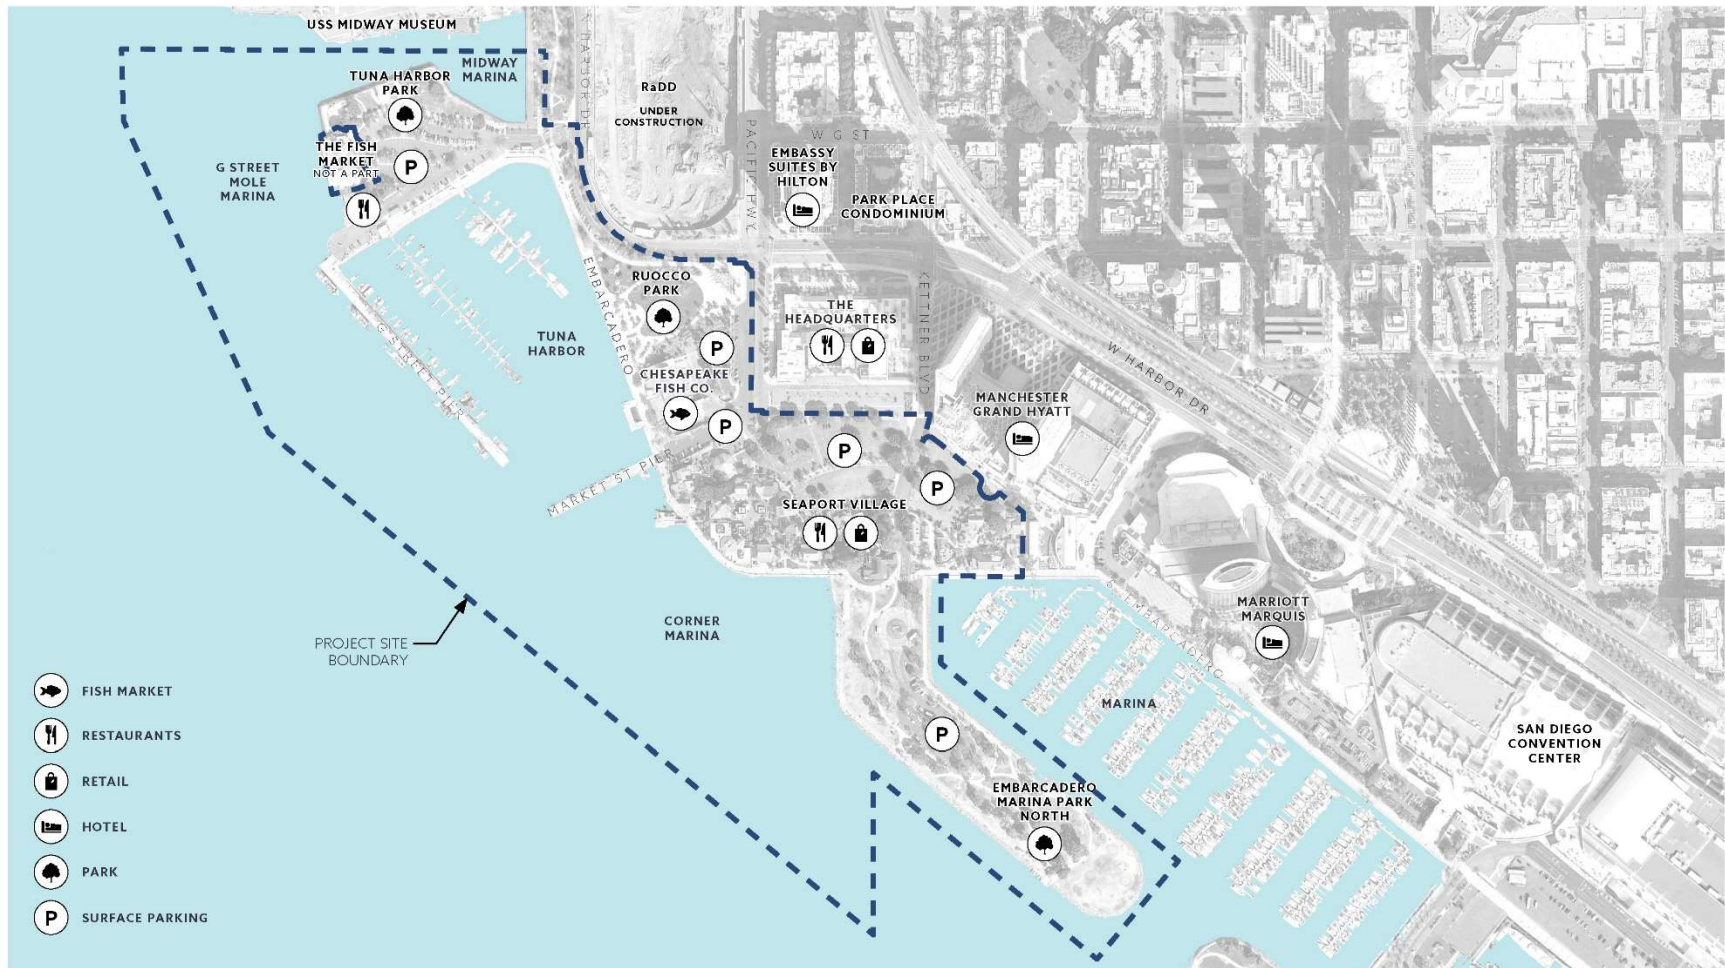 USS MIDWAY MUSEUM
MIDWAY
MARINA
TUNA HARBOR
PARK
N HARBOR DR
RaDD
UNDER
CONSTRUCTION
PACIFIC HWY
W G ST
THE FISH
MARKET
NOT A PART
P
G STREET
MOLE
MARINA
EMBASSY
SUITES BY
HILTON
PARK PLACE
CONDOMINIUM
RUOCCO
PARK
EMBARCADERO
KETTNER BLVD
THE
HEADQUARTERS
TUNA
HARBOR
G STREET PIER
P
W HARBOR DR
CHESAPEAKE
FISH CO.
P
MANCHESTER
GRAND HYATT
MARKET ST PIER
P
P
SEAPORT VILLAGE
EMBARCADERO
MARRIOTT
MARQUIS
CORNER
MARINA
PROJECT SITE
BOUNDARY
MARINA
P
SAN DIEGO
CONVENTION
CENTER
EMBARCADERO
MARINA PARK
NORTH
FISH MARKET
RESTAURANTS
RETAIL
HOTEL
PARK
P SURFACE PARKING